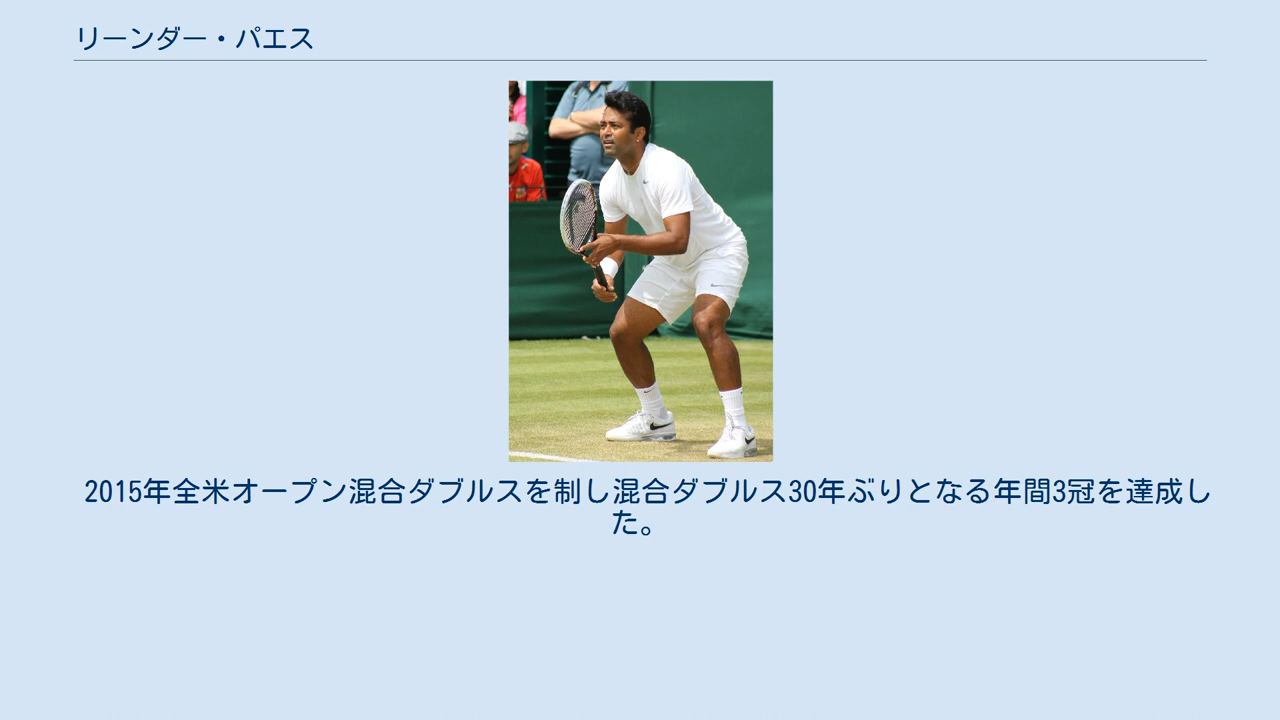 リーンダー・パエス
2015年全米オープン混合ダブルスを制し混合ダブルス30年ぶりとなる年間3冠を達成し
た。